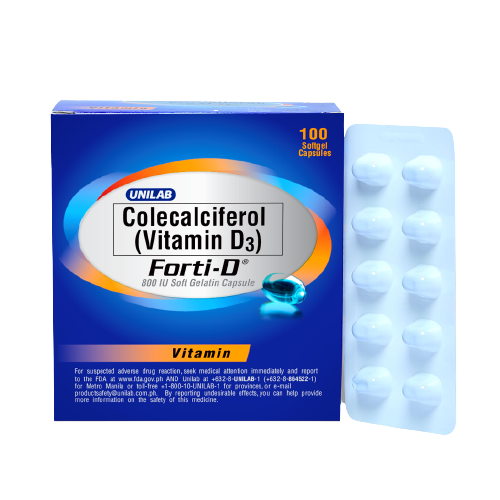 100
Softgel
Capsules
UNILAB
Colecalciferol
(Vitamin D3)
Forti-D®
800 IU Soft Gelatin Capsule
Vitamin
For suspected adverse drug reaction, seek medical attention immediately and report
to the FDA at www.fda.gov.ph AND Unilab at +632-8-UNILAB-1 (+632-8-864522-1)
for Metro Manila or toll-free +1-800-10-UNILAB-1 for provinces, or e-mail
productsafety@unilab.com.ph. By reporting undesirable effects, you can help provide
more information on the safety of this medicine.
Vitamin